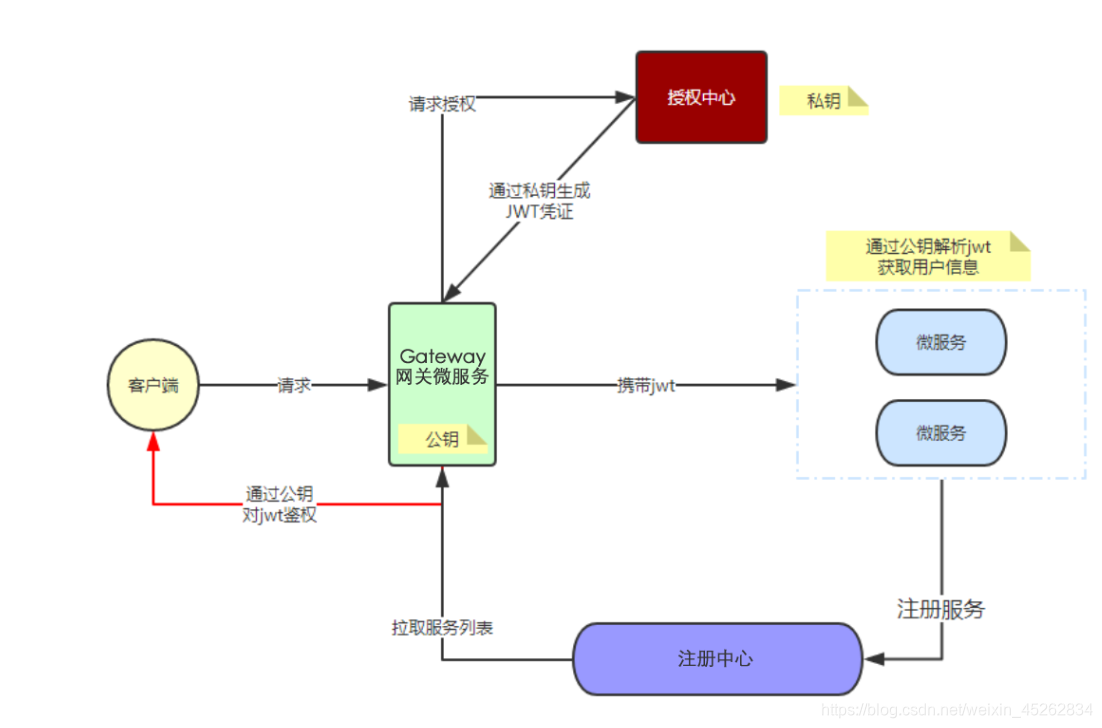 请求授权
授权中心
私钥
通过私钥生成
JWT凭证
通过公钥解析jwt
获取用户信息
微服务
Gateway
网关微服务
客户端
请求
携带jwt
公钥
微服务
通过公钥
对jwt鉴权
注册服务
拉取服务列表
注册中心
https://blog.csdn.net/weixin_45262834